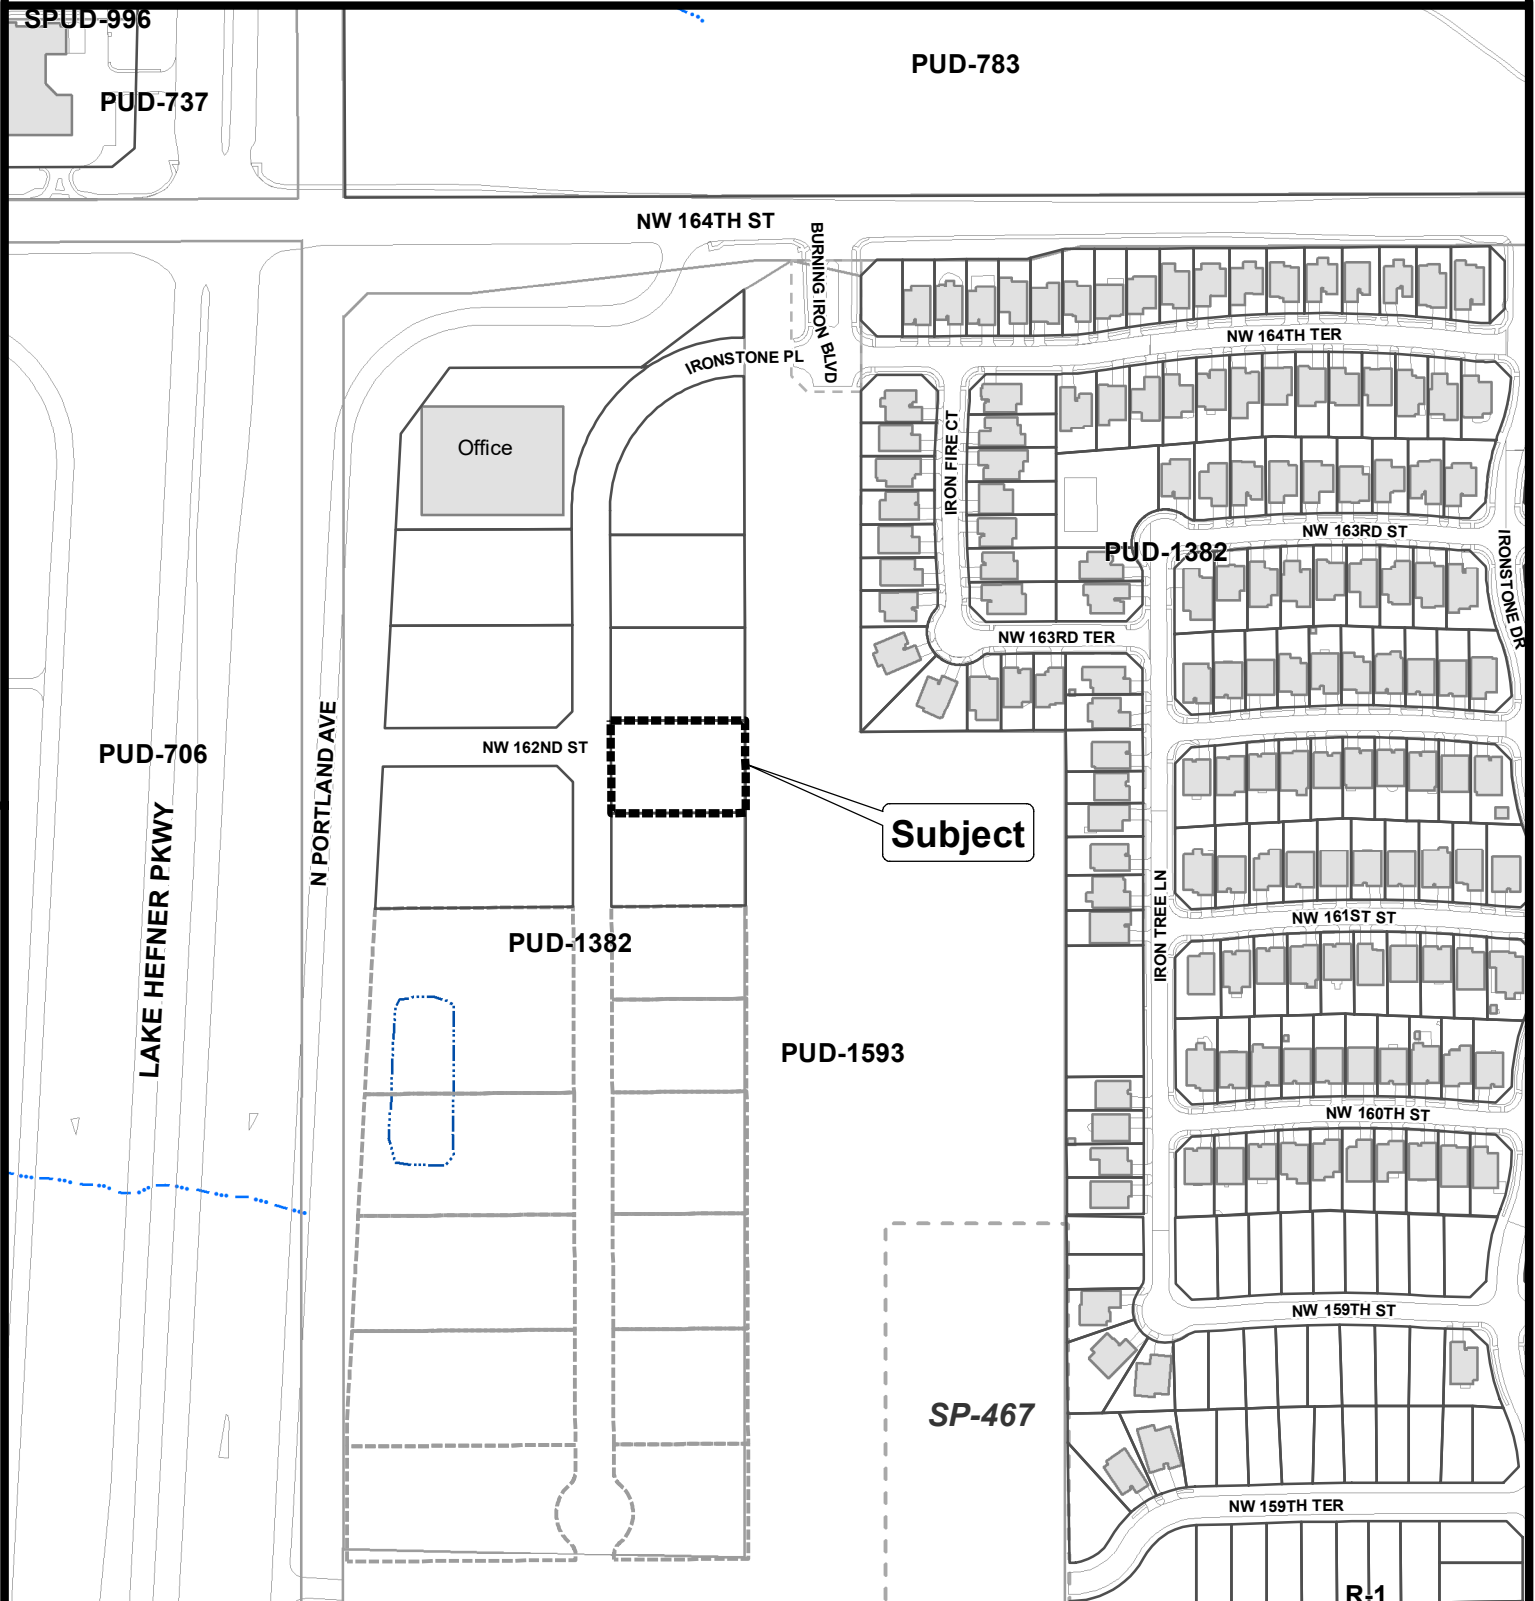 SPUD-996
PUD-783
PUD-737
NW 164TH ST
BURNING IRON BLVD
NW 164TH TER
IRONSTONE PL
IRON FIRE CT
Office
NW 163RD ST
IRONSTONE DR
PUD-1382
NW 163RD TER
N PORTLAND AVE
NW 162ND ST
PUD-706
LAKE HEFNER PKWY
Subject
IRON TREE LN
NW 161ST ST
PUD-1382
PUD-1593
NW 160TH ST
NW 159TH ST
SP-467
NW 159TH TER
R-1